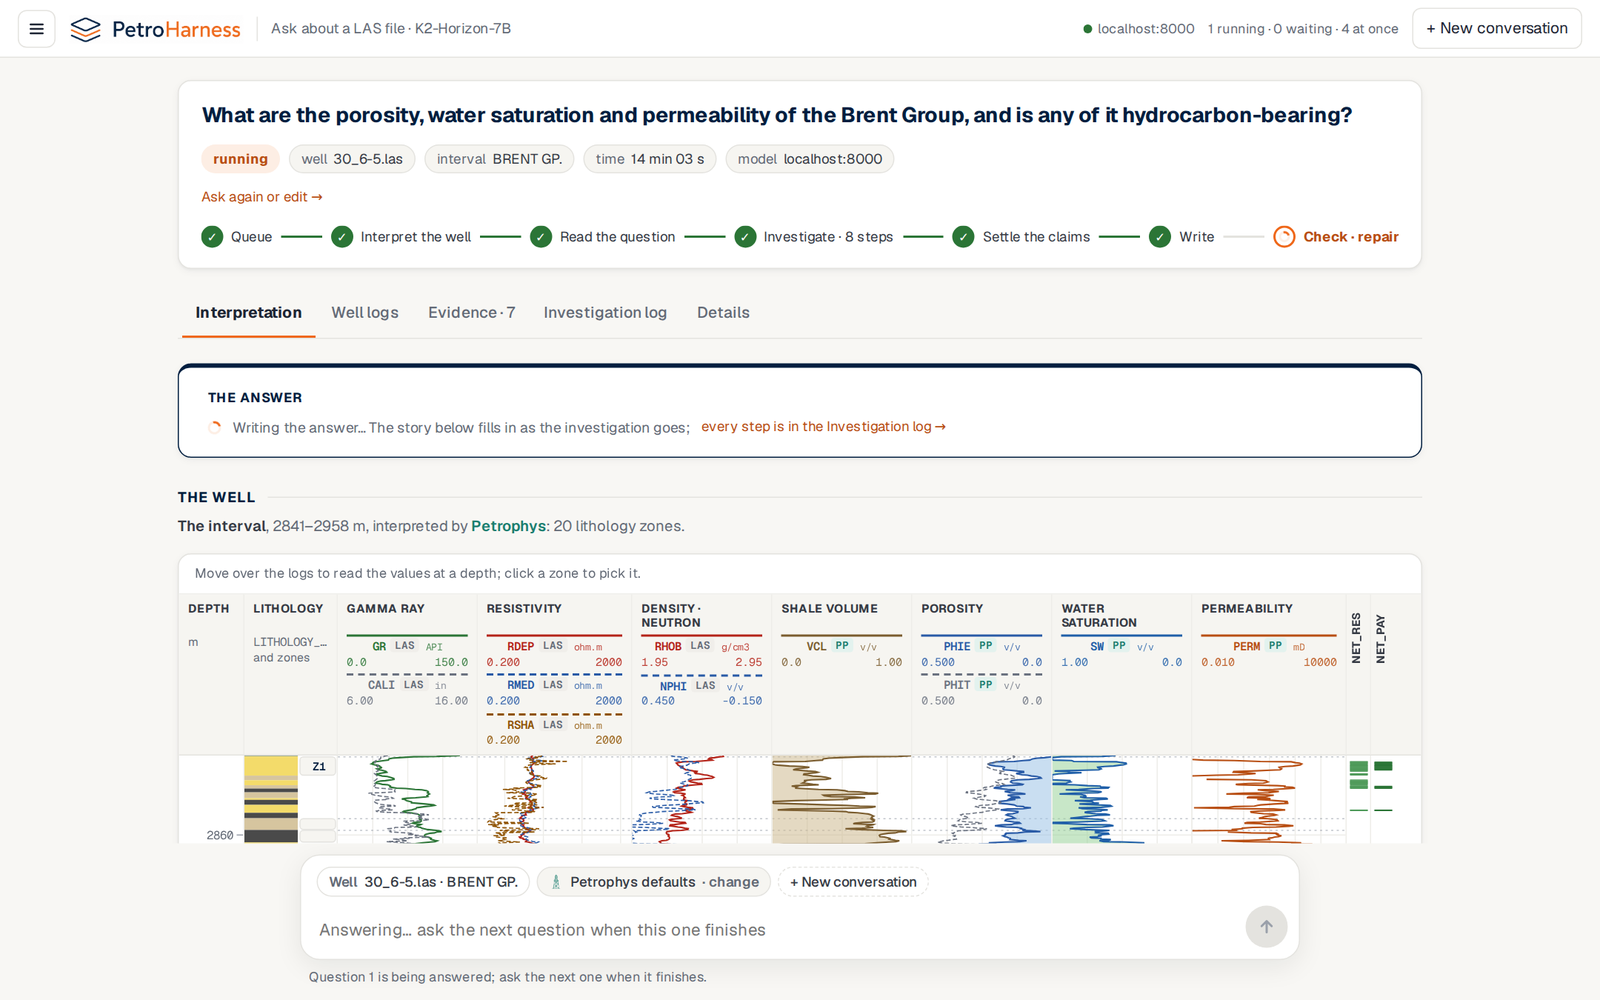 PetroHarness
Ask about a LAS file · K2-Horizon-7B
localhost:8000
1 running · 0 waiting · 4 at once
+ New conversation
What are the porosity, water saturation and permeability of the Brent Group, and is any of it hydrocarbon-bearing?
running
well 30_6-5.las
interval BRENT GP.
time 14 min 03 s
model localhost:8000
Ask again or edit →
Queue
Interpret the well
Read the question
Investigate · 8 steps
Settle the claims
Write
Check · repair
Interpretation
Well logs
Evidence · 7
Investigation log
Details
THE ANSWER
Writing the answer... The story below fills in as the investigation goes; every step is in the Investigation log →
THE WELL
The interval, 2841–2958 m, interpreted by Petrophys: 20 lithology zones.
Move over the logs to read the values at a depth; click a zone to pick it.
DEPTH
m
LITHOLOGY
LITHOLOGY_…
and zones
GAMMA RAY
GR LAS API
0.0 150.0
CALI LAS in
6.00 16.00
RESISTIVITY
RDEP LAS ohm.m
0.200 2000
RMED LAS ohm.m
0.200 2000
RSHA LAS ohm.m
0.200 2000
DENSITY ·
NEUTRON
RHOB LAS g/cm3
1.95 2.95
NPHI LAS v/v
0.450 -0.150
SHALE VOLUME
VCL PP v/v
0.0 1.00
POROSITY
PHIE PP v/v
0.500 0.0
PHIT PP v/v
0.500 0.0
WATER
SATURATION
SW PP v/v
1.00 0.0
PERMEABILITY
PERM PP mD
0.010 10000
NET_RES
NET_PAY
Z1
2860
Well 30_6-5.las · BRENT GP.
Petrophys defaults · change
+ New conversation
Answering... ask the next question when this one finishes
Question 1 is being answered; ask the next one when it finishes.